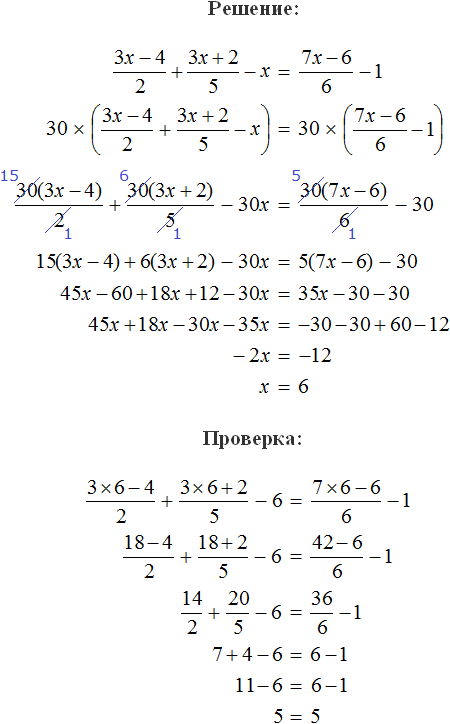 Решение:
(3x − 4)/2 + (3x + 2)/5 − x = (7x − 6)/6 − 1
30 × ((3x − 4)/2 + (3x + 2)/5 − x) = 30 × ((7x − 6)/6 − 1)
15 6 5
30(3x − 4)/2 + 30(3x + 2)/5 − 30x = 30(7x − 6)/6 − 30
1 1 1
15(3x − 4) + 6(3x + 2) − 30x = 5(7x − 6) − 30
45x − 60 + 18x + 12 − 30x = 35x − 30 − 30
45x + 18x − 30x − 35x = −30 − 30 + 60 − 12
− 2x = −12
x = 6
Проверка:
(3 × 6 − 4)/2 + (3 × 6 + 2)/5 − 6 = (7 × 6 − 6)/6 − 1
(18 − 4)/2 + (18 + 2)/5 − 6 = (42 − 6)/6 − 1
14/2 + 20/5 − 6 = 36/6 − 1
7 + 4 − 6 = 6 − 1
11 − 6 = 6 − 1
5 = 5